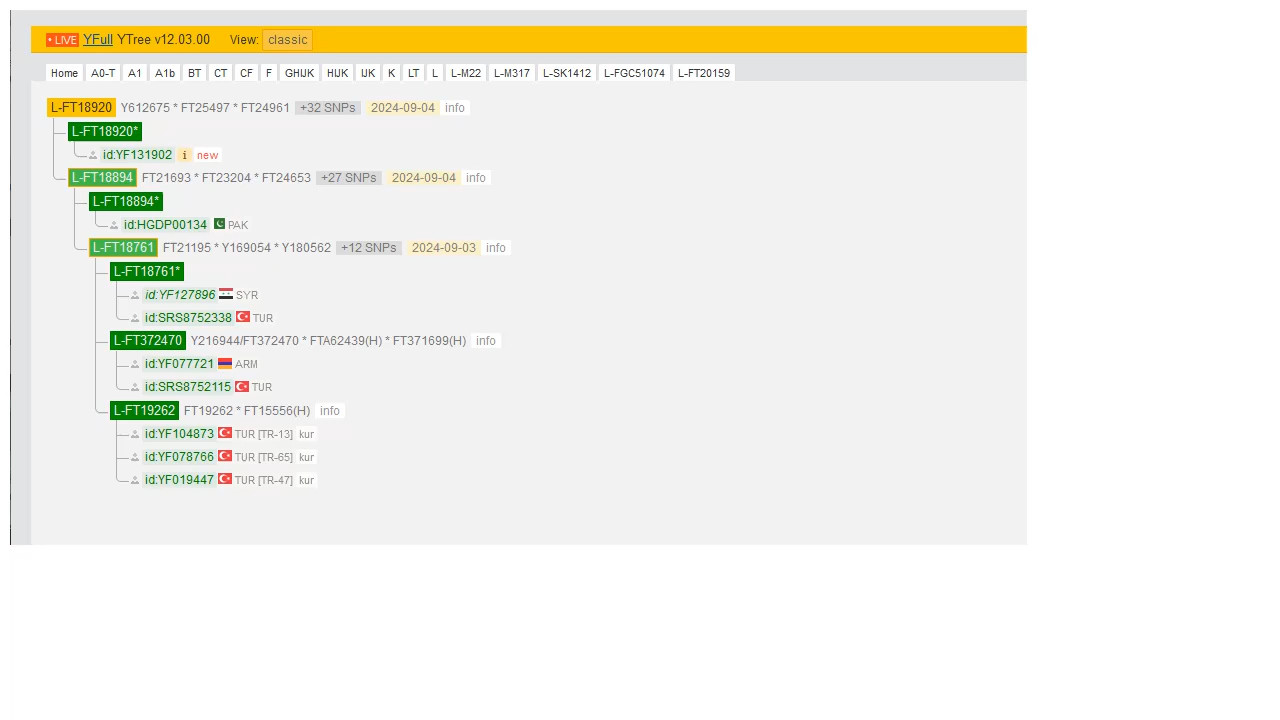 • LIVE YFull YTree v12.03.00 View: classic
Home A0-T A1 A1b BT CT CF F GHIJK HIJK IJK K LT L L-M22 L-M317 L-SK1412 L-FGC51074 L-FT20159
L-FT18920 Y612675 * FT25497 * FT24961 +32 SNPs 2024-09-04 info
L-FT18920*
id:YF131902 i new
L-FT18894 FT21693 * FT23204 * FT24653 +27 SNPs 2024-09-04 info
L-FT18894*
id:HGDP00134 PAK
L-FT18761 FT21195 * Y169054 * Y180562 +12 SNPs 2024-09-03 info
L-FT18761*
id:YF127896 SYR
id:SRS8752338 TUR
L-FT372470 Y216944/FT372470 * FTA62439(H) * FT371699(H) info
id:YF077721 ARM
id:SRS8752115 TUR
L-FT19262 FT19262 * FT15556(H) info
id:YF104873 TUR [TR-13] kur
id:YF078766 TUR [TR-65] kur
id:YF019447 TUR [TR-47] kur